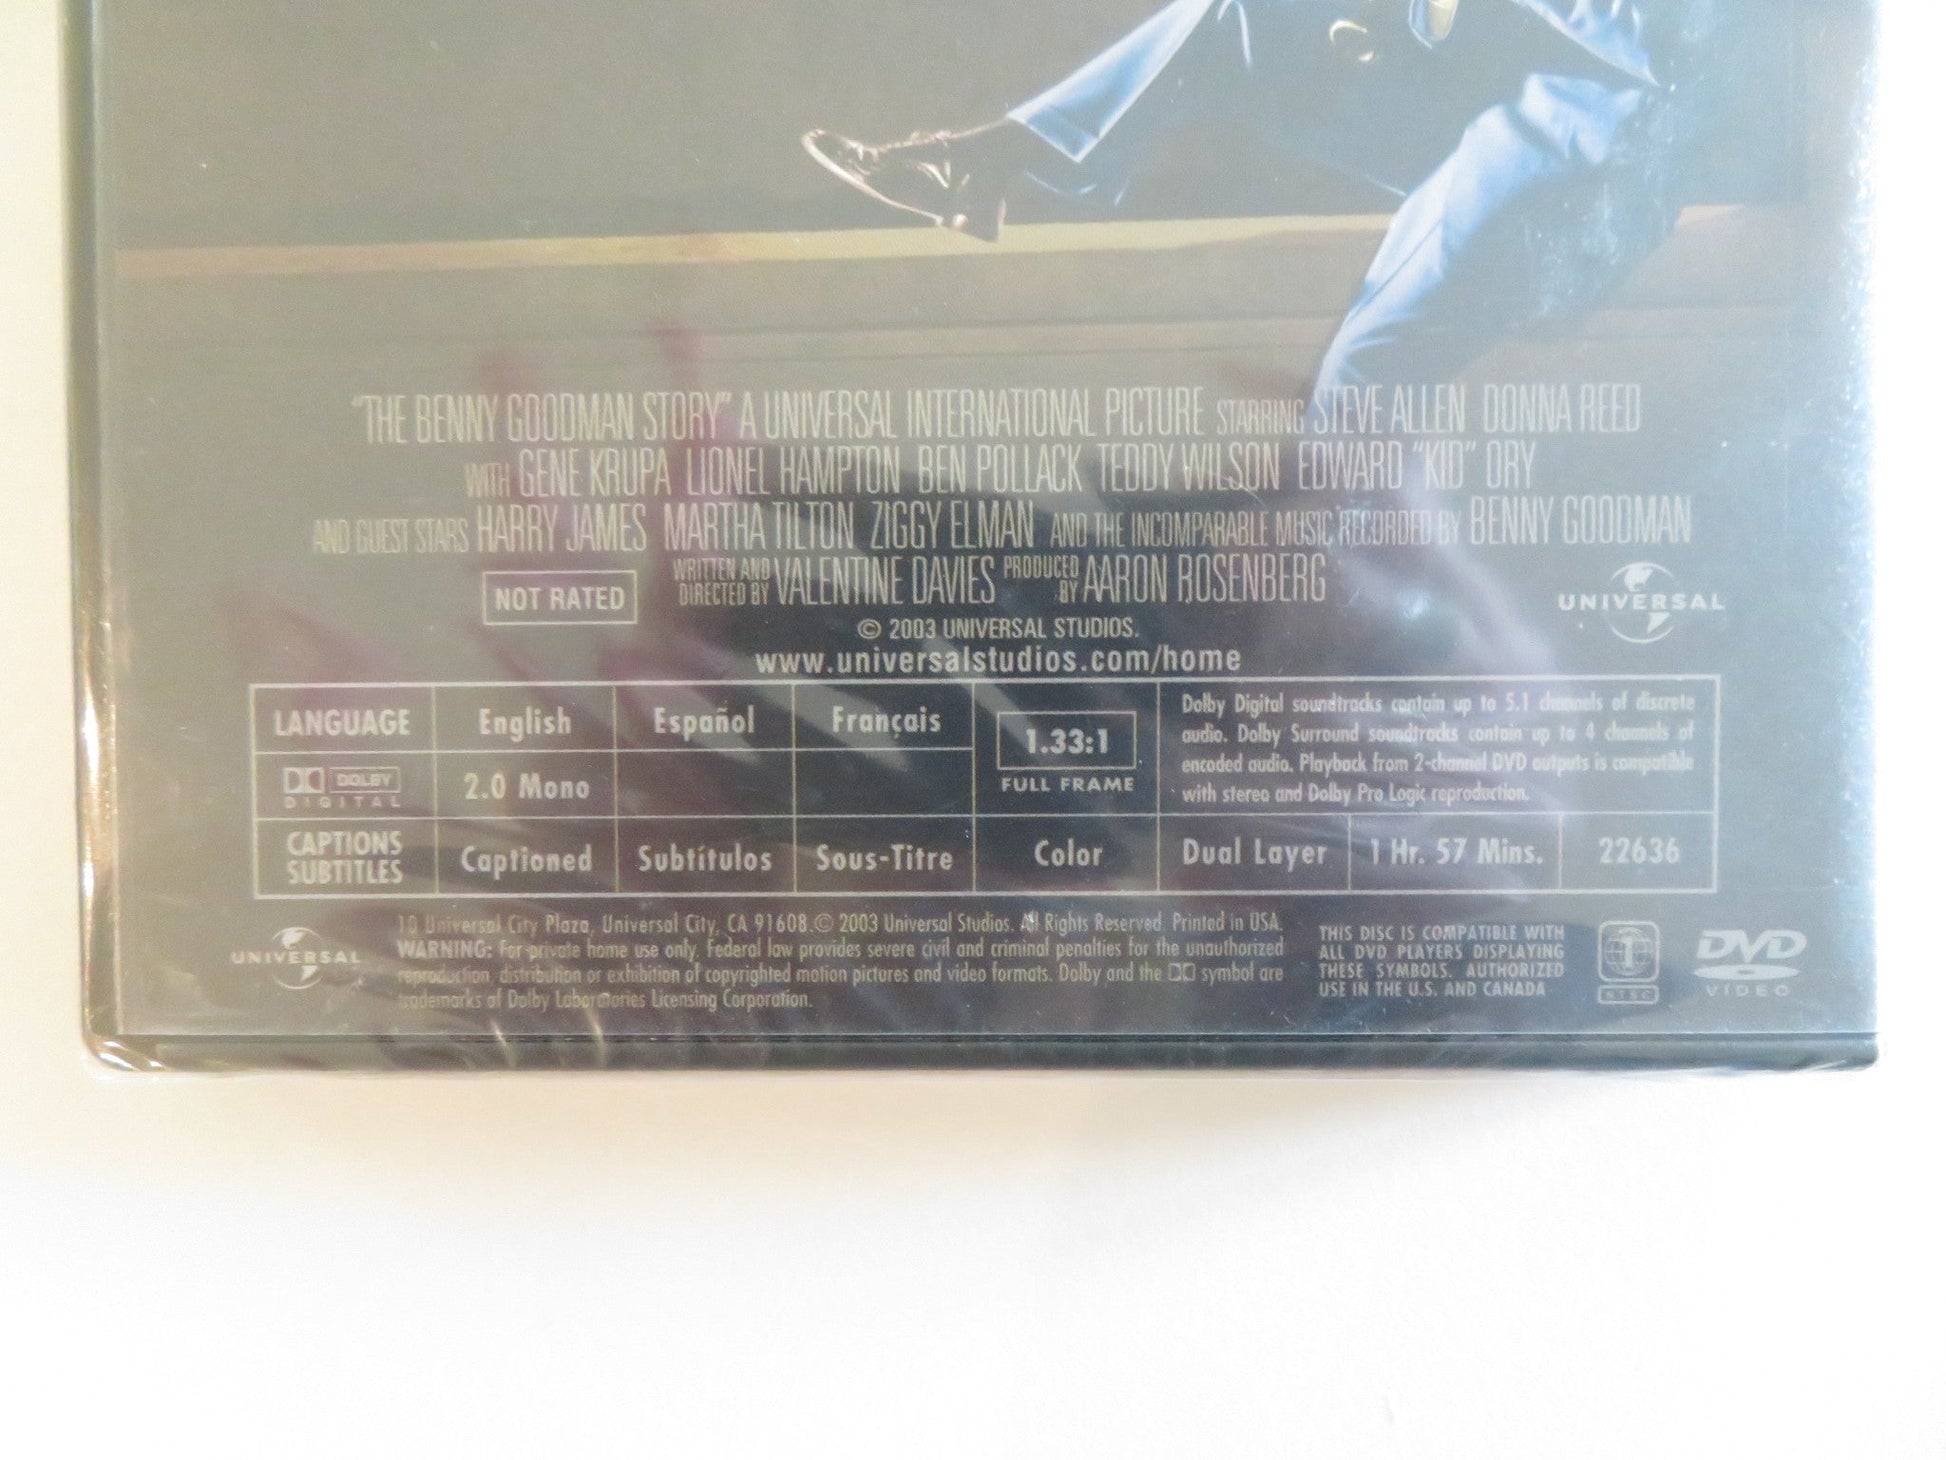 "THE BENNY GOODMAN STORY" A UNIVERSAL INTERNATIONAL PICTURE STARRING STEVE ALLEN DONNA REED
WITH GENE KRUPA LIONEL HAMPTON BEN POLLACK TEDDY WILSON EDWARD "KID" ORY
AND GUEST STARS HARRY JAMES MARTHA TILTON ZIGGY ELMAN AND THE INCOMPARABLE MUSIC RECORDED BY BENNY GOODMAN
NOT RATED WRITTEN AND DIRECTED BY VALENTINE DAVIES PRODUCED BY AARON ROSENBERG
UNIVERSAL
© 2003 UNIVERSAL STUDIOS.
www.universalstudios.com/home
LANGUAGE English Español Français
DOLBY DIGITAL 2.0 Mono
CAPTIONS SUBTITLES Captioned Subtítulos Sous-Titre
1.33:1
FULL FRAME
Color
Dolby Digital soundtracks contain up to 5.1 channels of discrete
audio. Dolby Surround soundtracks contain up to 4 channels of
encoded audio. Playback from 2-channel DVD outputs is compatible
with stereo and Dolby Pro Logic reproduction.
Dual Layer 1 Hr. 57 Mins. 22636
UNIVERSAL
10 Universal City Plaza, Universal City, CA 91608. © 2003 Universal Studios. All Rights Reserved. Printed in USA.
WARNING: For private home use only. Federal law provides severe civil and criminal penalties for the unauthorized
reproduction, distribution or exhibition of copyrighted motion pictures and video formats. Dolby and the DD symbol are
trademarks of Dolby Laboratories Licensing Corporation.
THIS DISC IS COMPATIBLE WITH
ALL DVD PLAYERS DISPLAYING
THESE SYMBOLS. AUTHORIZED
USE IN THE U.S. AND CANADA
1
NTSC
DVD
VIDEO